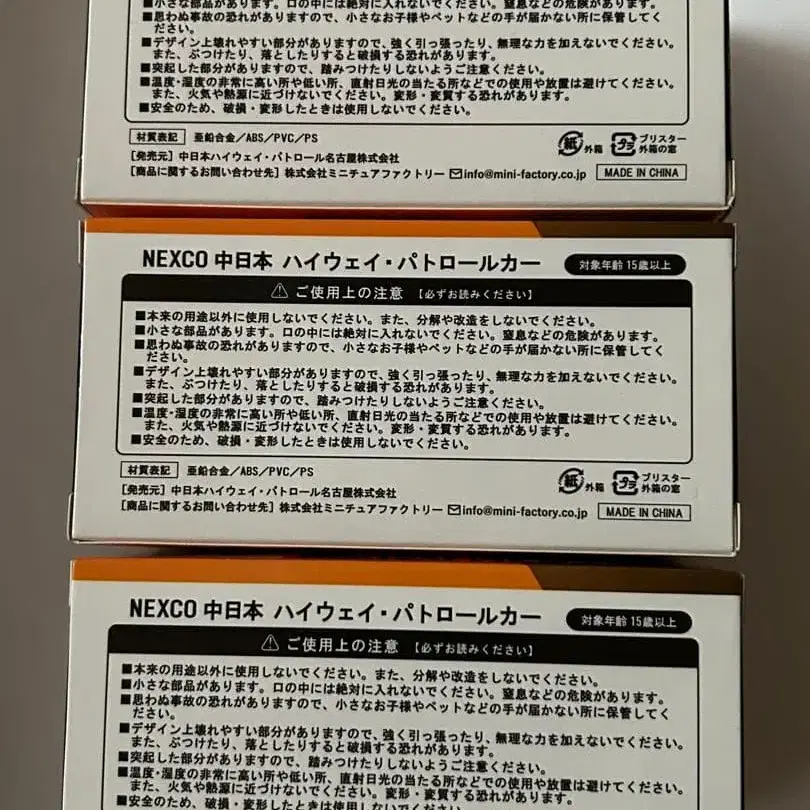 ■小さな部品があります。口の中には絶対に入れないでください。窒息などの危険があります。
■思わぬ事故の恐れがありますので、小さなお子様やペットなどの手が届かない所に保管してく
ださい。
■デザイン上壊れやすい部分がありますので、強く引っ張ったり、無理な力を加えないでください。
また、ぶつけたり、落としたりすると破損する恐れがあります。
■突起した部分がありますので、踏みつけたりしないようご注意ください。
■温度・湿度の非常に高い所や低い所、直射日光の当たる所などでの使用や放置は避けてください。
また、火気や熱源に近づけないでください。変形・変質する恐れがあります。
■安全のため、破損・変形したときは使用しないでください。
材質表記 亜鉛合金/ABS/PVC/PS
紙 外箱 プラ ブリスター
外箱の窓
[発売元] 中日本ハイウェイ・パトロール名古屋株式会社
[商品に関するお問い合わせ先] 株式会社ミニチュアファクトリー info@mini-factory.co.jp MADE IN CHINA
NEXCO 中日本 ハイウェイ・パトロールカー 対象年齢 15歳以上
ご使用上の注意 【必ずお読みください】
■本来の用途以外に使用しないでください。また、分解や改造をしないでください。
■小さな部品があります。口の中には絶対に入れないでください。窒息などの危険があります。
■思わぬ事故の恐れがありますので、小さなお子様やペットなどの手が届かない所に保管してく
ださい。
■デザイン上壊れやすい部分がありますので、強く引っ張ったり、無理な力を加えないでください。
また、ぶつけたり、落としたりすると破損する恐れがあります。
■突起した部分がありますので、踏みつけたりしないようご注意ください。
■温度・湿度の非常に高い所や低い所、直射日光の当たる所などでの使用や放置は避けてください。
また、火気や熱源に近づけないでください。変形・変質する恐れがあります。
■安全のため、破損・変形したときは使用しないでください。
材質表記 亜鉛合金/ABS/PVC/PS
紙 外箱 プラ ブリスター
外箱の窓
[発売元] 中日本ハイウェイ・パトロール名古屋株式会社
[商品に関するお問い合わせ先] 株式会社ミニチュアファクトリー info@mini-factory.co.jp MADE IN CHINA
NEXCO 中日本 ハイウェイ・パトロールカー 対象年齢 15歳以上
ご使用上の注意 【必ずお読みください】
■本来の用途以外に使用しないでください。また、分解や改造をしないでください。
■小さな部品があります。口の中には絶対に入れないでください。窒息などの危険があります。
■思わぬ事故の恐れがありますので、小さなお子様やペットなどの手が届かない所に保管してく
ださい。
■デザイン上壊れやすい部分がありますので、強く引っ張ったり、無理な力を加えないでください。
また、ぶつけたり、落としたりすると破損する恐れがあります。
■突起した部分がありますので、踏みつけたりしないようご注意ください。
■温度・湿度の非常に高い所や低い所、直射日光の当たる所などでの使用や放置は避けてください。
また、火気や熱源に近づけないでください。変形・変質する恐れがあります。
■安全のため、破損・変形したときは使用しないでください。